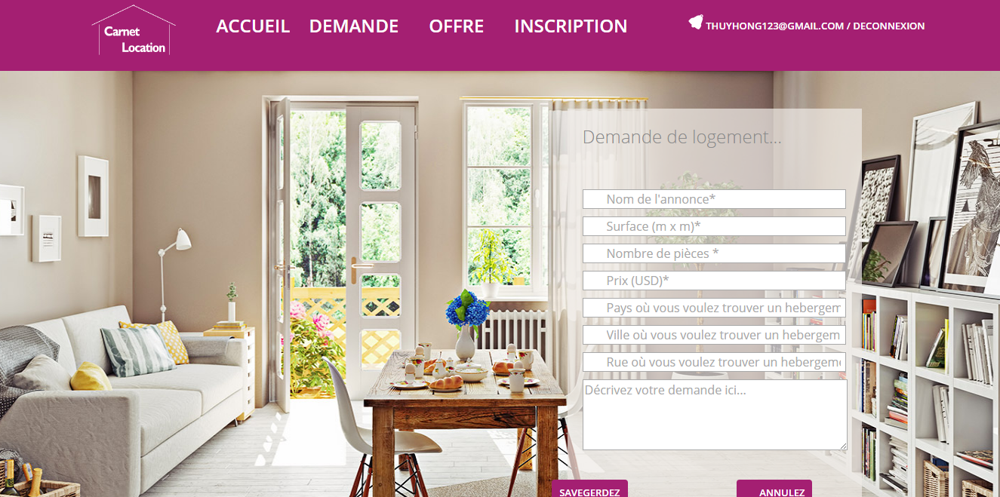 Carnet
Location
ACCUEIL DEMANDE OFFRE INSCRIPTION
THUYHONG123@GMAIL.COM / DECONNEXION
Demande de logement...
Nom de l'annonce*
Surface (m x m)*
Nombre de pièces *
Prix (USD)*
Pays où vous voulez trouver un hebergem
Ville où vous voulez trouver un hebergem
Rue où vous voulez trouver un hebergeme
Décrivez votre demande ici...
SAVEGERDEZ ANNULEZ